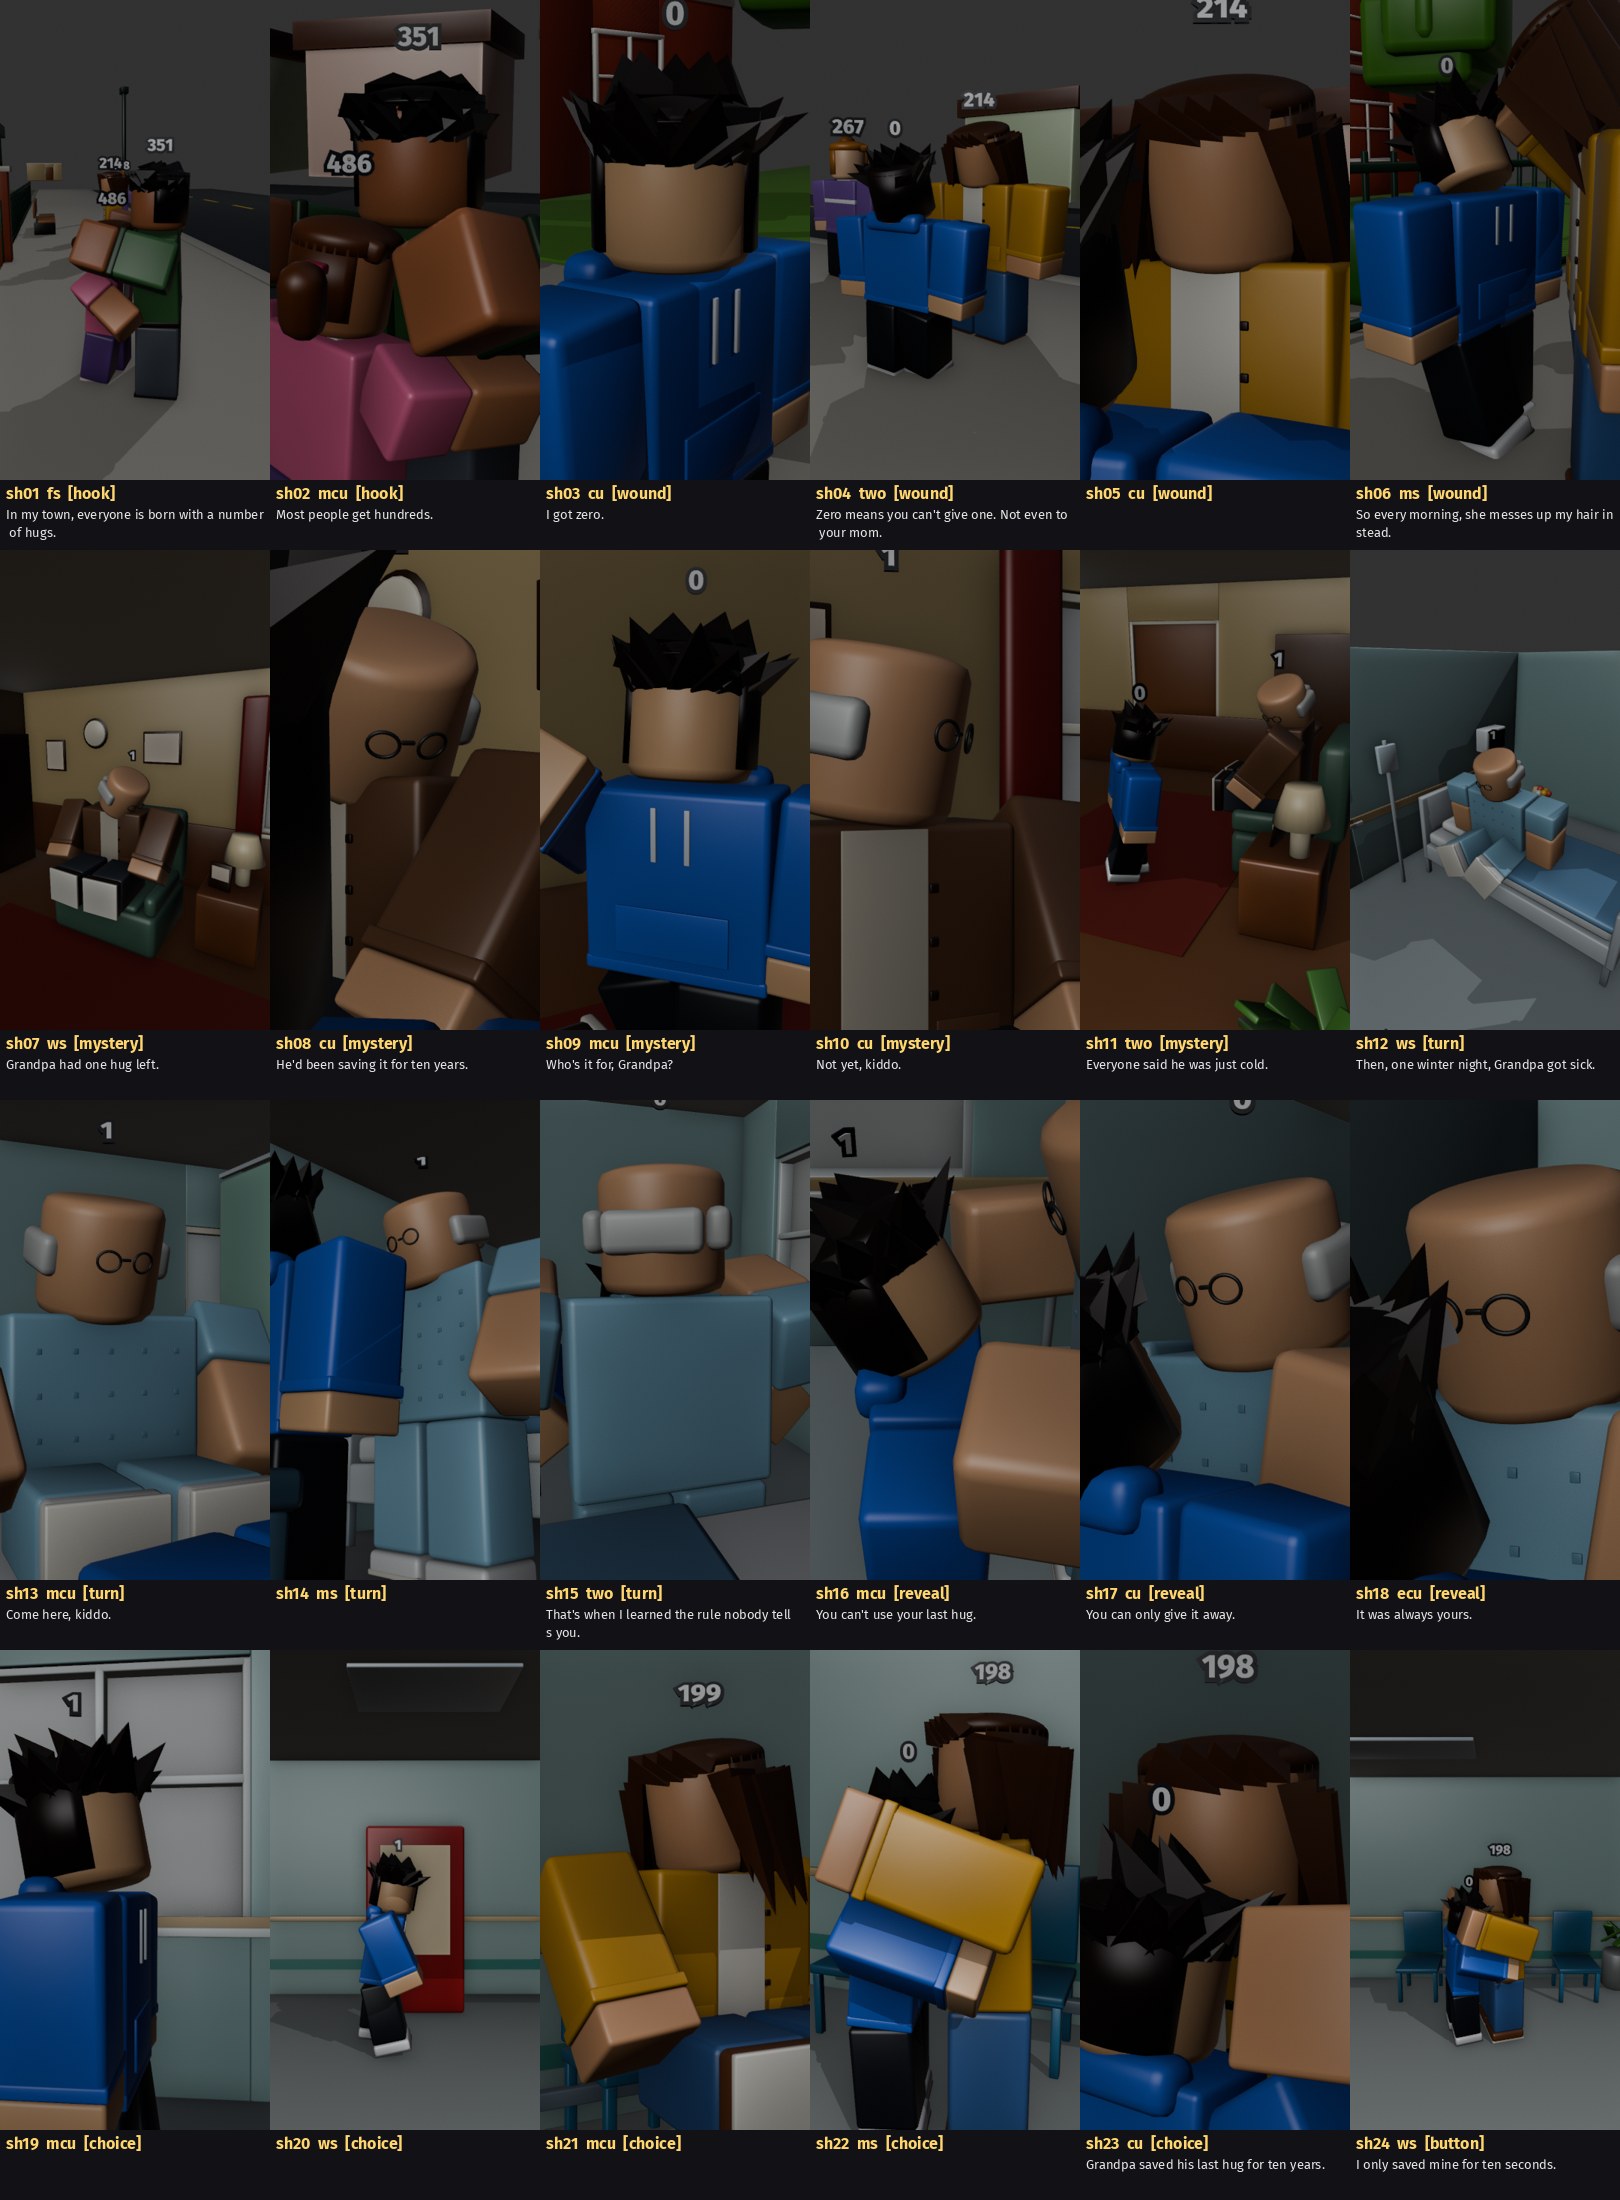 351
214
8
486
351
486
0
267
0
214
214
0
sh01 fs [hook]
In my town, everyone is born with a number
of hugs.
sh02 mcu [hook]
Most people get hundreds.
sh03 cu [wound]
I got zero.
sh04 two [wound]
Zero means you can't give one. Not even to
your mom.
sh05 cu [wound]
sh06 ms [wound]
So every morning, she messes up my hair in
stead.
1
0
1
0
1
1
sh07 ws [mystery]
Grandpa had one hug left.
sh08 cu [mystery]
He'd been saving it for ten years.
sh09 mcu [mystery]
Who's it for, Grandpa?
sh10 cu [mystery]
Not yet, kiddo.
sh11 two [mystery]
Everyone said he was just cold.
sh12 ws [turn]
Then, one winter night, Grandpa got sick.
1
1
1
sh13 mcu [turn]
Come here, kiddo.
sh14 ms [turn]
sh15 two [turn]
That's when I learned the rule nobody tell
s you.
sh16 mcu [reveal]
You can't use your last hug.
sh17 cu [reveal]
You can only give it away.
sh18 ecu [reveal]
It was always yours.
1
1
199
198
0
198
0
198
0
sh19 mcu [choice]
sh20 ws [choice]
sh21 mcu [choice]
sh22 ms [choice]
sh23 cu [choice]
Grandpa saved his last hug for ten years.
sh24 ws [button]
I only saved mine for ten seconds.